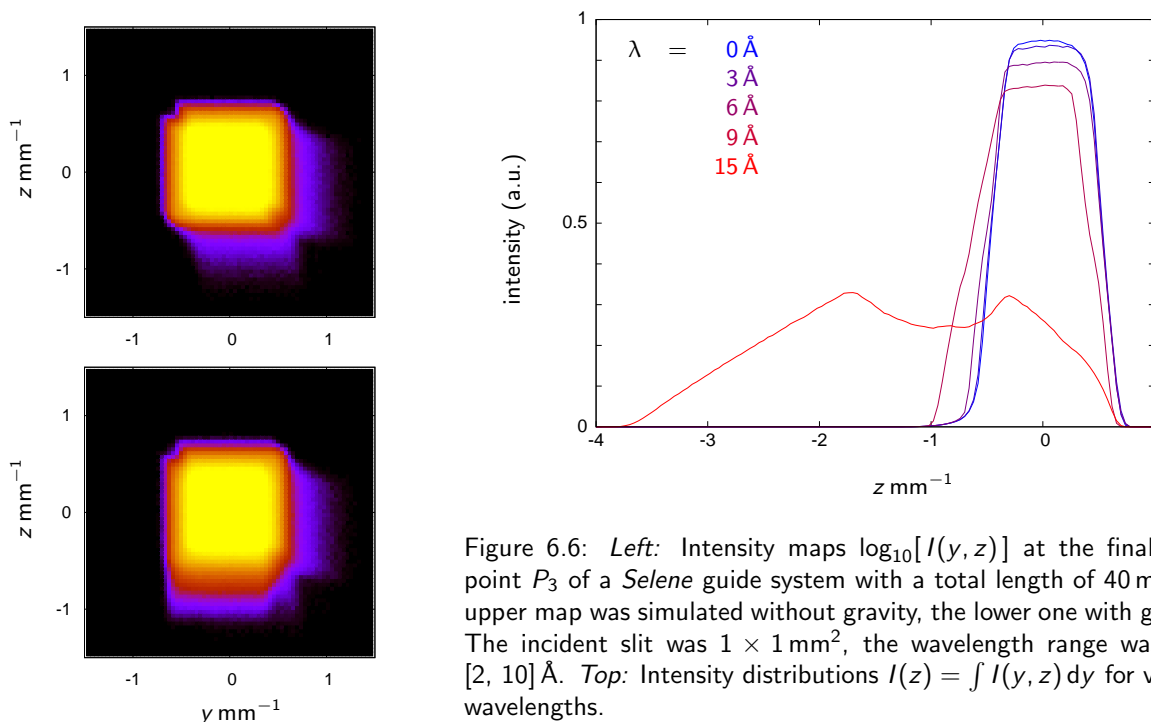 1
0
-1
z mm⁻¹
-1
0
1
1
0
-1
z mm⁻¹
-1
0
1
y mm⁻¹
1
0.5
0
intensity (a.u.)
λ = 0 Å
3 Å
6 Å
9 Å
15 Å
-4
-3
-2
-1
0
z mm⁻¹
Figure 6.6: Left: Intensity maps log₁₀[I(y, z)] at the final
point P₃ of a Selene guide system with a total length of 40 m
upper map was simulated without gravity, the lower one with g
The incident slit was 1 × 1 mm², the wavelength range wa
[2, 10] Å. Top: Intensity distributions I(z) = ∫ I(y, z) dy for v
wavelengths.